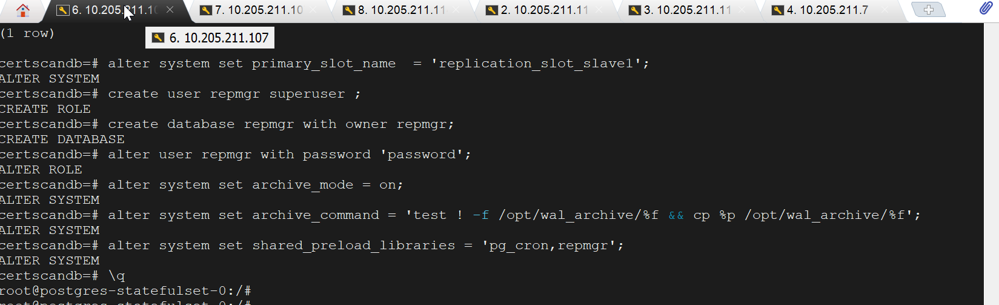 6. 10.205.211.10
7. 10.205.211.10
8. 10.205.211.11
2. 10.205.211.11
3. 10.205.211.11
4. 10.205.211.7
6. 10.205.211.107
(1 row)
certscandb=# alter system set primary_slot_name  = 'replication_slot_slave1';
ALTER SYSTEM
certscandb=# create user repmgr superuser ;
CREATE ROLE
certscandb=# create database repmgr with owner repmgr;
CREATE DATABASE
certscandb=# alter user repmgr with password 'password';
ALTER ROLE
certscandb=# alter system set archive_mode = on;
ALTER SYSTEM
certscandb=# alter system set archive_command = 'test ! -f /opt/wal_archive/%f && cp %p /opt/wal_archive/%f';
ALTER SYSTEM
certscandb=# alter system set shared_preload_libraries = 'pg_cron,repmgr';
ALTER SYSTEM
certscandb=# \q
root@postgres-statefulset-0:/#
root@postgres-statefulset-0:/#